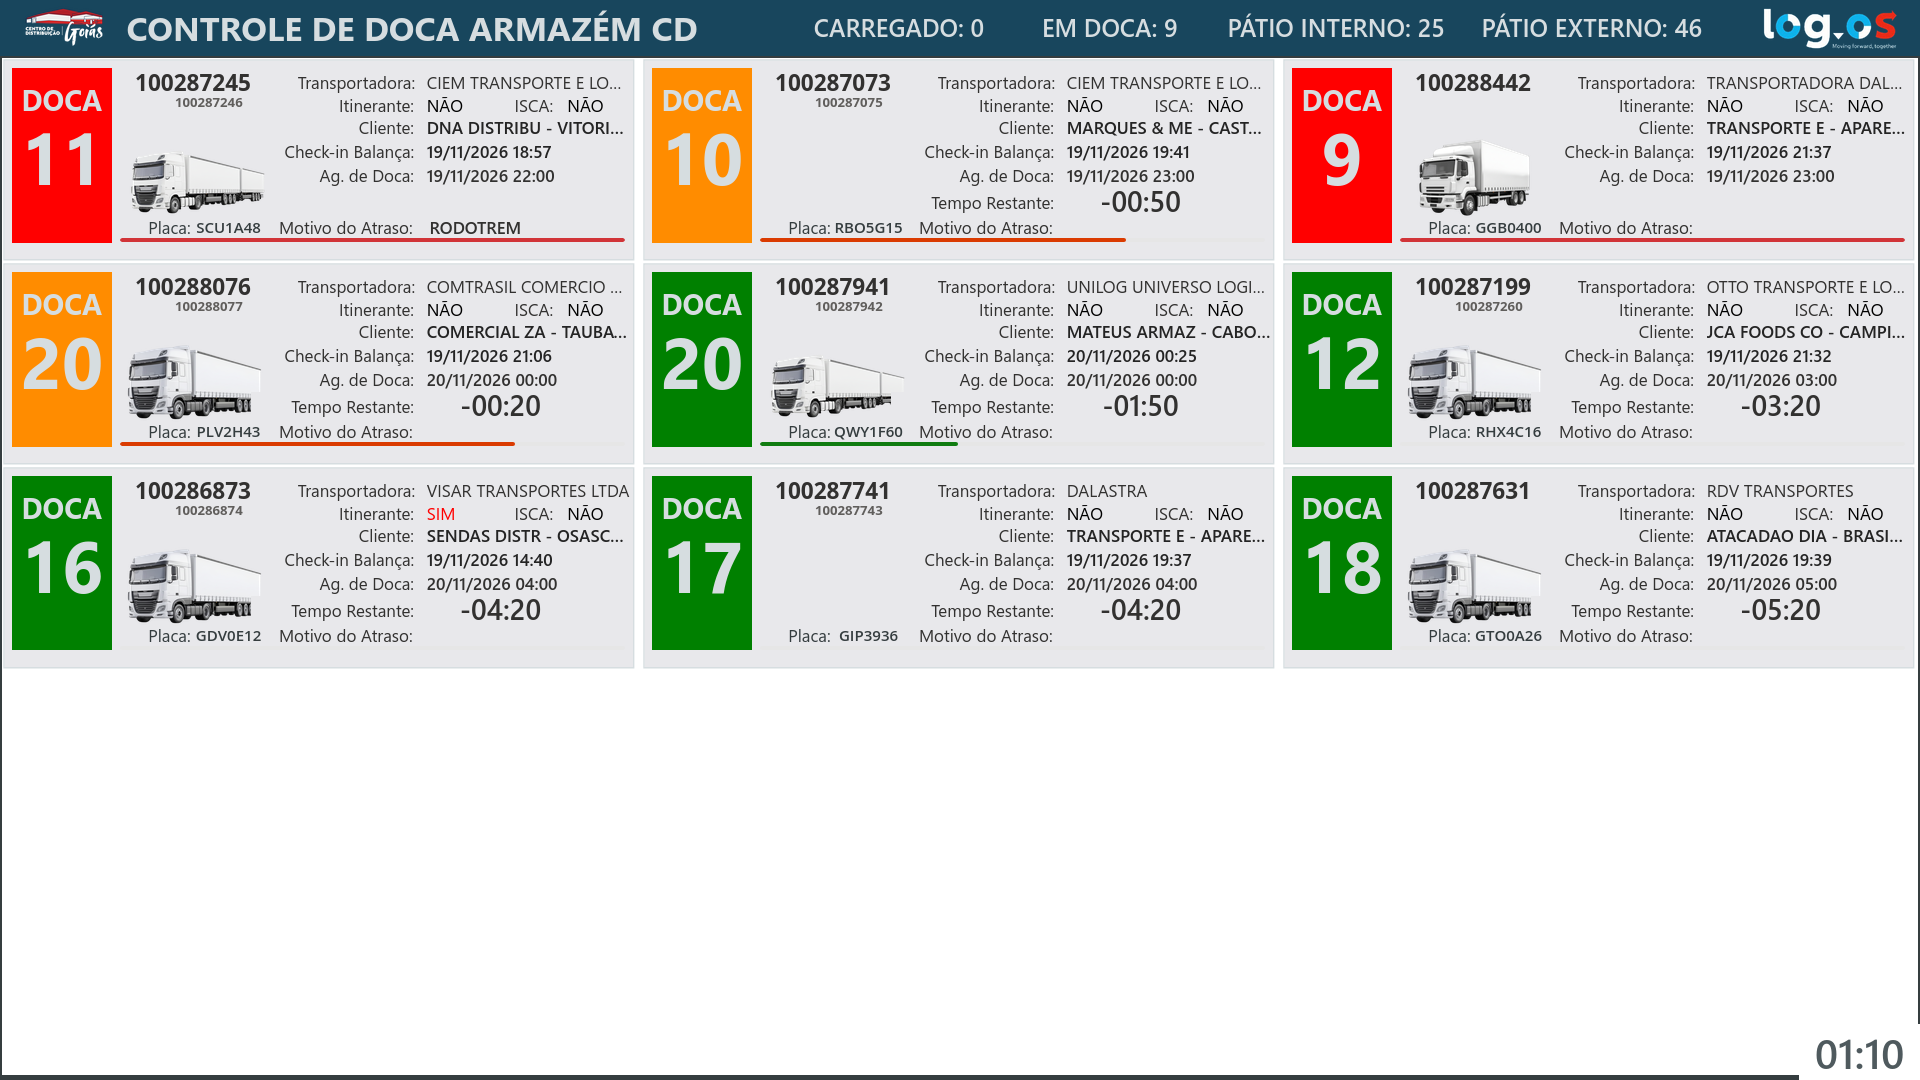 CENTRO DE DISTRIBUIÇÃO Goiás
CONTROLE DE DOCA ARMAZÉM CD
CARREGADO: 0
EM DOCA: 9
PÁTIO INTERNO: 25
PÁTIO EXTERNO: 46
log.os
Moving forward, together
DOCA
11
100287245
100287246
Transportadora: CIEM TRANSPORTE E LO...
Itinerante: NÃO ISCA: NÃO
Cliente: DNA DISTRIBU - VITORI...
Check-in Balança: 19/11/2026 18:57
Ag. de Doca: 19/11/2026 22:00
Placa: SCU1A48 Motivo do Atraso: RODOTREM
DOCA
10
100287073
100287075
Transportadora: CIEM TRANSPORTE E LO...
Itinerante: NÃO ISCA: NÃO
Cliente: MARQUES & ME - CAST...
Check-in Balança: 19/11/2026 19:41
Ag. de Doca: 19/11/2026 23:00
Tempo Restante: -00:50
Placa: RBO5G15 Motivo do Atraso:
DOCA
9
100288442
Transportadora: TRANSPORTADORA DAL...
Itinerante: NÃO ISCA: NÃO
Cliente: TRANSPORTE E - APARE...
Check-in Balança: 19/11/2026 21:37
Ag. de Doca: 19/11/2026 23:00
Placa: GGB0400 Motivo do Atraso:
DOCA
20
100288076
100288077
Transportadora: COMTRASIL COMERCIO ...
Itinerante: NÃO ISCA: NÃO
Cliente: COMERCIAL ZA - TAUBA...
Check-in Balança: 19/11/2026 21:06
Ag. de Doca: 20/11/2026 00:00
Tempo Restante: -00:20
Placa: PLV2H43 Motivo do Atraso:
DOCA
20
100287941
100287942
Transportadora: UNILOG UNIVERSO LOGI...
Itinerante: NÃO ISCA: NÃO
Cliente: MATEUS ARMAZ - CABO...
Check-in Balança: 20/11/2026 00:25
Ag. de Doca: 20/11/2026 00:00
Tempo Restante: -01:50
Placa: QWY1F60 Motivo do Atraso:
DOCA
12
100287199
100287260
Transportadora: OTTO TRANSPORTE E LO...
Itinerante: NÃO ISCA: NÃO
Cliente: JCA FOODS CO - CAMPI...
Check-in Balança: 19/11/2026 21:32
Ag. de Doca: 20/11/2026 03:00
Tempo Restante: -03:20
Placa: RHX4C16 Motivo do Atraso:
DOCA
16
100286873
100286874
Transportadora: VISAR TRANSPORTES LTDA
Itinerante: SIM ISCA: NÃO
Cliente: SENDAS DISTR - OSASC...
Check-in Balança: 19/11/2026 14:40
Ag. de Doca: 20/11/2026 04:00
Tempo Restante: -04:20
Placa: GDV0E12 Motivo do Atraso:
DOCA
17
100287741
100287743
Transportadora: DALASTRA
Itinerante: NÃO ISCA: NÃO
Cliente: TRANSPORTE E - APARE...
Check-in Balança: 19/11/2026 19:37
Ag. de Doca: 20/11/2026 04:00
Tempo Restante: -04:20
Placa: GIP3936 Motivo do Atraso:
DOCA
18
100287631
Transportadora: RDV TRANSPORTES
Itinerante: NÃO ISCA: NÃO
Cliente: ATACADAO DIA - BRASI...
Check-in Balança: 19/11/2026 19:39
Ag. de Doca: 20/11/2026 05:00
Tempo Restante: -05:20
Placa: GTO0A26 Motivo do Atraso:
01:10